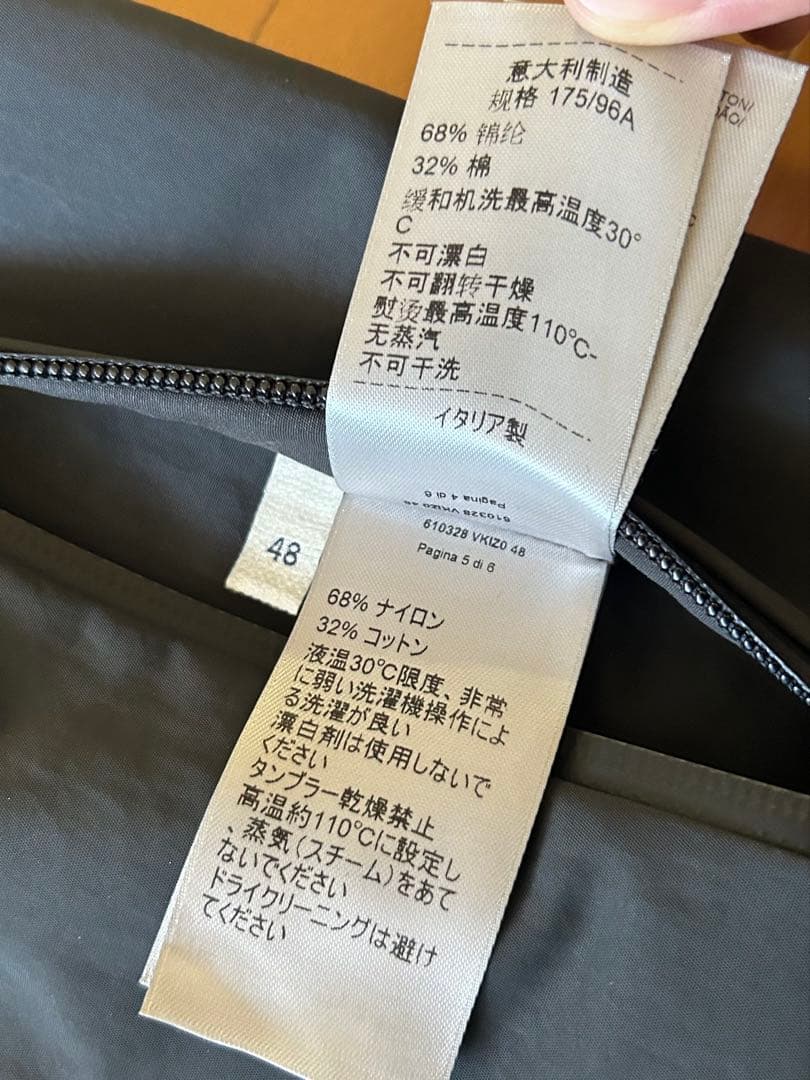 意大利制造
规格 175/96A
68% 锦纶
32% 棉
缓和机洗最高温度30°
C
不可漂白
不可翻转干燥
熨烫最高温度110℃-
无蒸汽
不可干洗
イタリア製
Pagina 4 di 6
610328 VKIZ0 48
610328 VKIZ0 48
Pagina 5 di 6
48
68% ナイロン
32% コットン
液温30℃限度、非常
に弱い洗濯機操作によ
る洗濯が良い
漂白剤は使用しないで
ください
タンブラー乾燥禁止
高温約110℃に設定し
、蒸気(スチーム)をあて
ないでください
ドライクリーニングは避け
てください